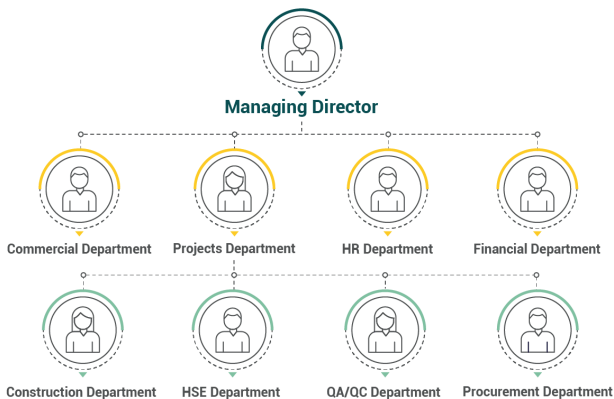 Managing Director
Commercial Department
Projects Department
HR Department
Financial Department
Construction Department
HSE Department
QA/QC Department
Procurement Department